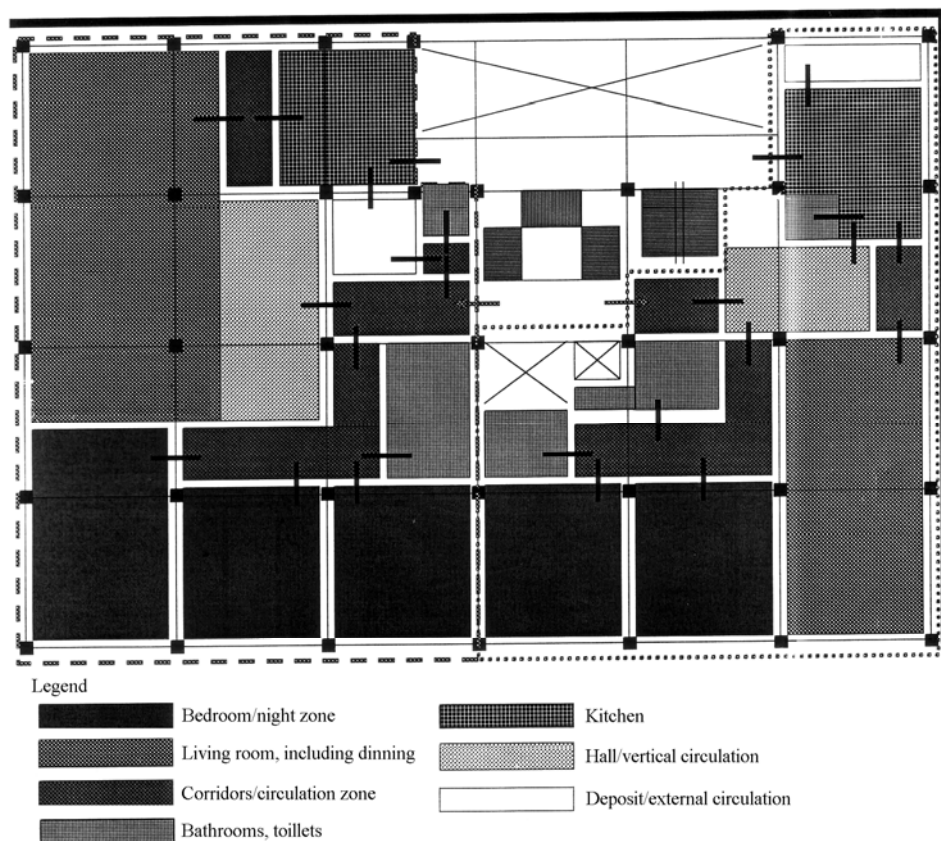 Legend
Bedroom/night zone
Living room, including dinning
Corridors/circulation zone
Bathrooms, toillets
Kitchen
Hall/vertical circulation
Deposit/external circulation